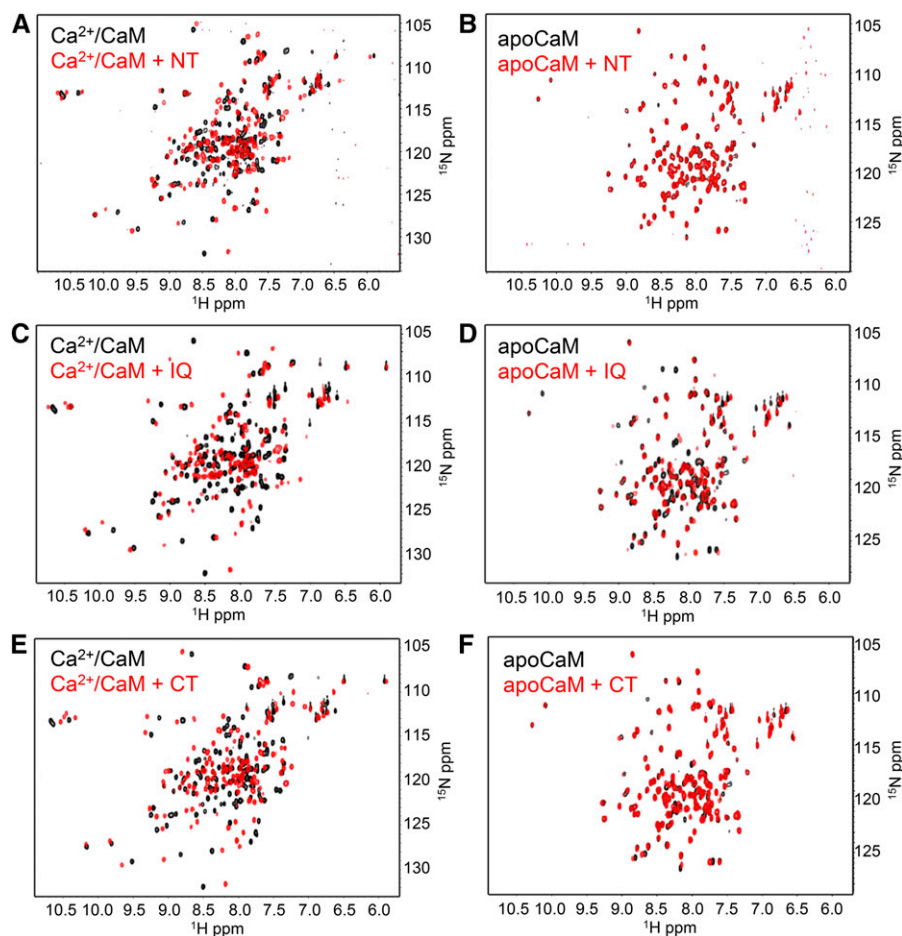 A
Ca²⁺/CaM
Ca²⁺/CaM + NT
105
110
115
120
125
130
¹⁵N ppm
10.5 10.0 9.5 9.0 8.5 8.0 7.5 7.0 6.5 6.0
¹H ppm
B
apoCaM
apoCaM + NT
105
110
115
120
125
¹⁵N ppm
10.5 10.0 9.5 9.0 8.5 8.0 7.5 7.0 6.5 6.0
¹H ppm
C
Ca²⁺/CaM
Ca²⁺/CaM + IQ
105
110
115
120
125
130
¹⁵N ppm
10.5 10.0 9.5 9.0 8.5 8.0 7.5 7.0 6.5 6.0
¹H ppm
D
apoCaM
apoCaM + IQ
105
110
115
120
125
¹⁵N ppm
10.5 10.0 9.5 9.0 8.5 8.0 7.5 7.0 6.5 6.0
¹H ppm
E
Ca²⁺/CaM
Ca²⁺/CaM + CT
105
110
115
120
125
130
¹⁵N ppm
10.5 10.0 9.5 9.0 8.5 8.0 7.5 7.0 6.5 6.0
¹H ppm
F
apoCaM
apoCaM + CT
105
110
115
120
125
¹⁵N ppm
10.5 10.0 9.5 9.0 8.5 8.0 7.5 7.0 6.5 6.0
¹H ppm